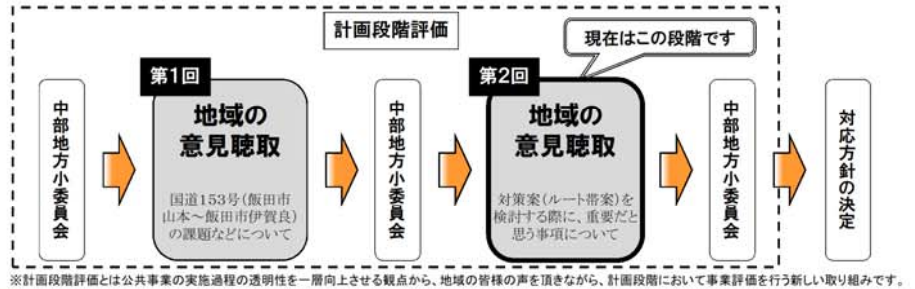 計画段階評価
現在はこの段階です
中部地方小委員会
第1回
地域の
意見聴取
国道153号(飯田市
山本～飯田市伊賀良)
の課題などについて
中部地方小委員会
第2回
地域の
意見聴取
対策案(ルート帯案)を
検討する際に、重要だと
思う事項について
中部地方小委員会
対応方針の決定
※計画段階評価とは公共事業の実施過程の透明性を一層向上させる観点から、地域の皆様の声を頂きながら、計画段階において事業評価を行う新しい取り組みです。